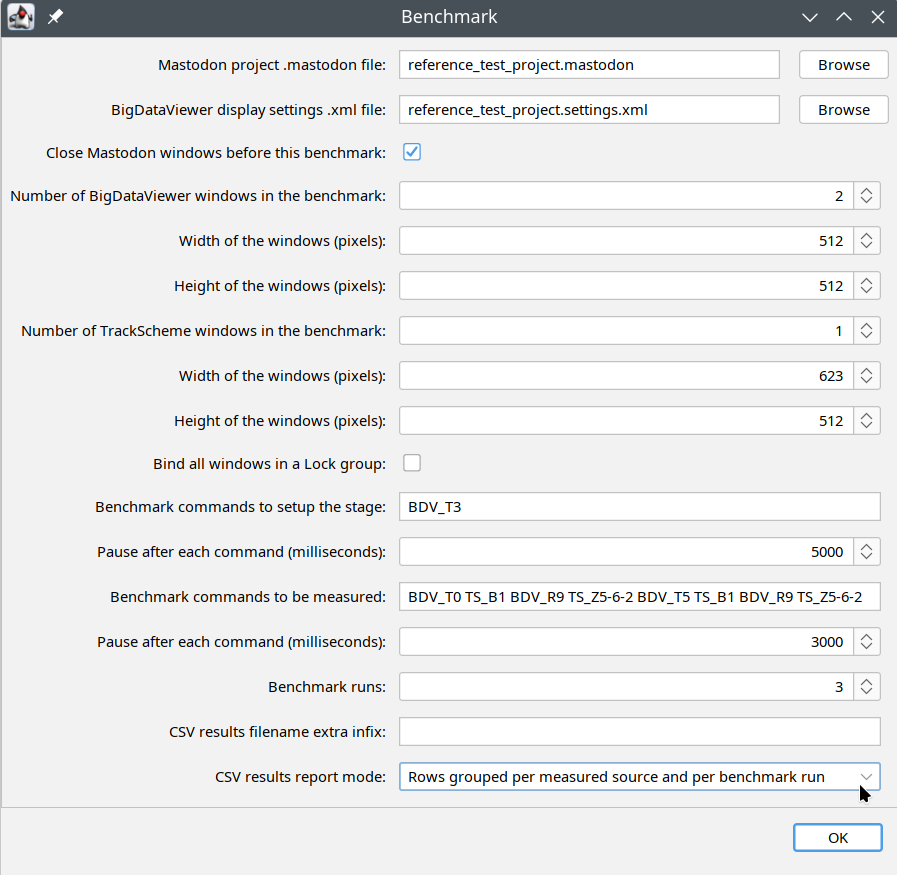 Benchmark
Mastodon project .mastodon file: reference_test_project.mastodon Browse
BigDataViewer display settings .xml file: reference_test_project.settings.xml Browse
Close Mastodon windows before this benchmark:
Number of BigDataViewer windows in the benchmark: 2
Width of the windows (pixels): 512
Height of the windows (pixels): 512
Number of TrackScheme windows in the benchmark: 1
Width of the windows (pixels): 623
Height of the windows (pixels): 512
Bind all windows in a Lock group:
Benchmark commands to setup the stage: BDV_T3
Pause after each command (milliseconds): 5000
Benchmark commands to be measured: BDV_T0 TS_B1 BDV_R9 TS_Z5-6-2 BDV_T5 TS_B1 BDV_R9 TS_Z5-6-2
Pause after each command (milliseconds): 3000
Benchmark runs: 3
CSV results filename extra infix:
CSV results report mode: Rows grouped per measured source and per benchmark run
OK